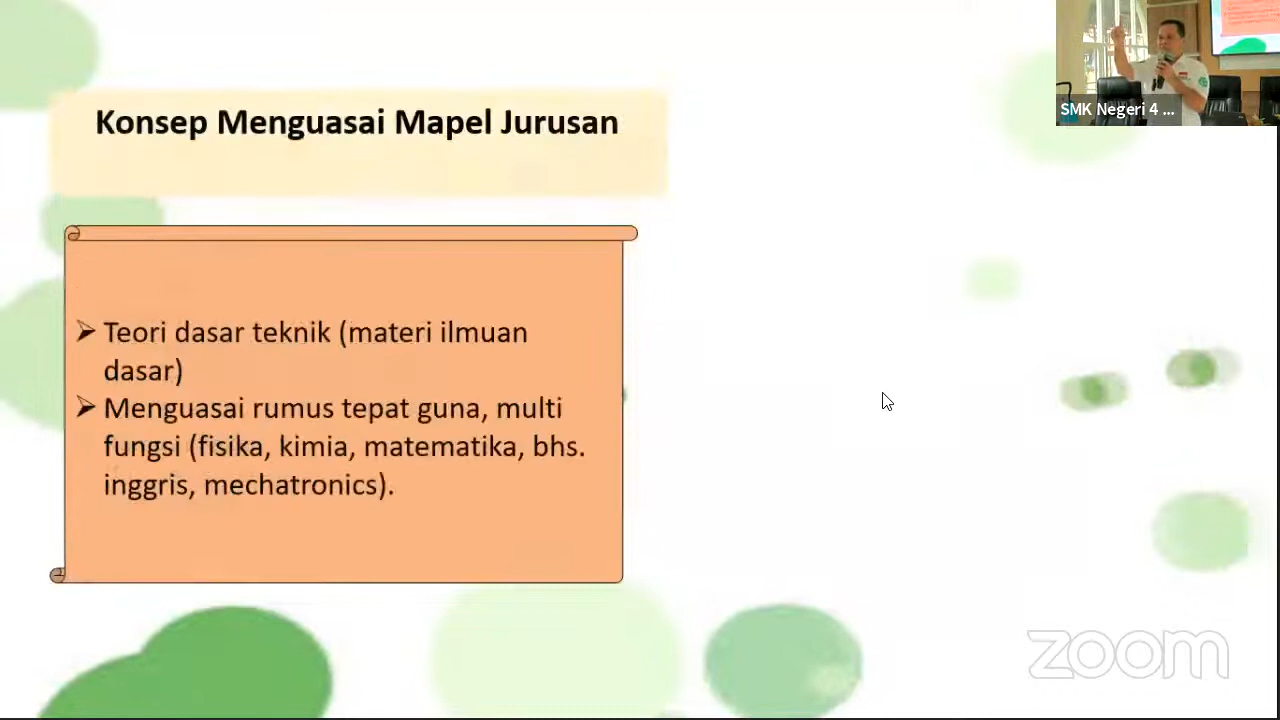 Konsep Menguasai Mapel Jurusan
SMK Negeri 4 ...
➢ Teori dasar teknik (materi ilmuan
dasar)
➢ Menguasai rumus tepat guna, multi
fungsi (fisika, kimia, matematika, bhs.
inggris, mechatronics).
zoom